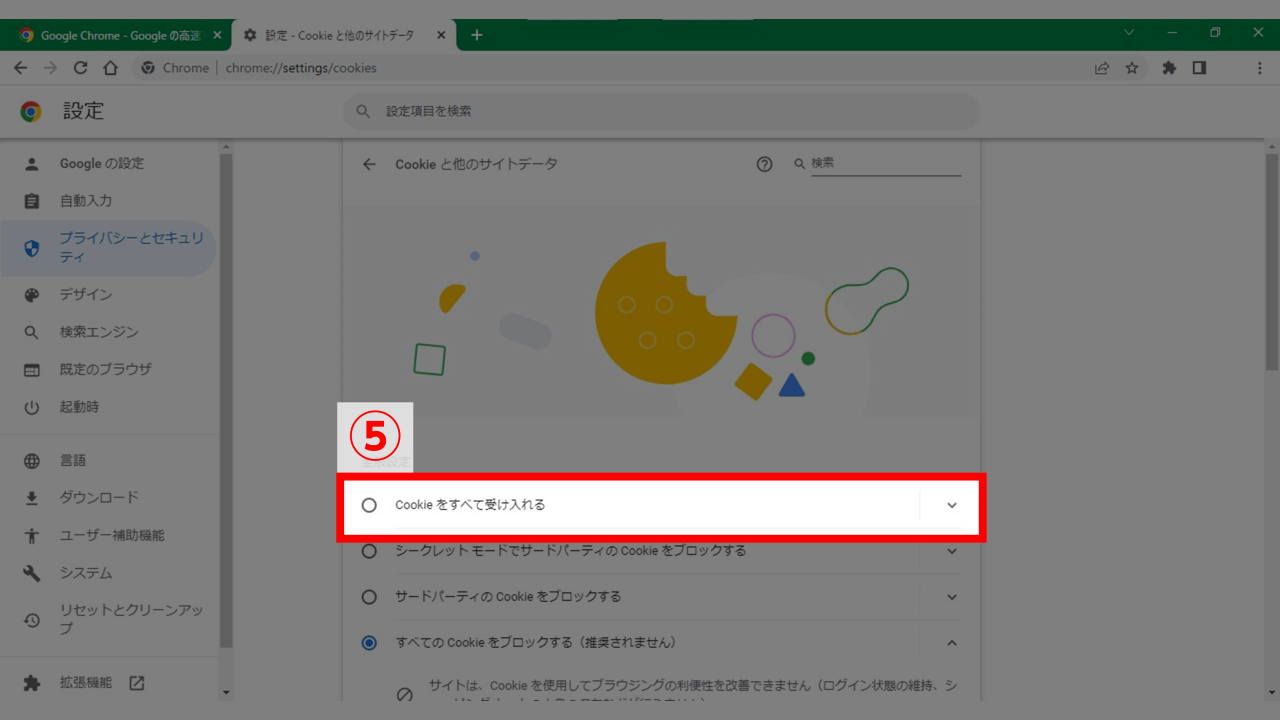 Google Chrome - Google の高速
設定 - Cookie と他のサイトデータ
Chrome
chrome://settings/cookies
設定
設定項目を検索
Google の設定
自動入力
プライバシーとセキュリ
ティ
デザイン
検索エンジン
既定のブラウザ
起動時
言語
ダウンロード
ユーザー補助機能
システム
リセットとクリーンアッ
プ
拡張機能
Cookie と他のサイトデータ
検索
⑤
全般設定
Cookie をすべて受け入れる
シークレット モードでサードパーティの Cookie をブロックする
サードパーティの Cookie をブロックする
すべての Cookie をブロックする（推奨されません）
サイトは、Cookie を使用してブラウジングの利便性を改善できません（ログイン状態の維持、シ